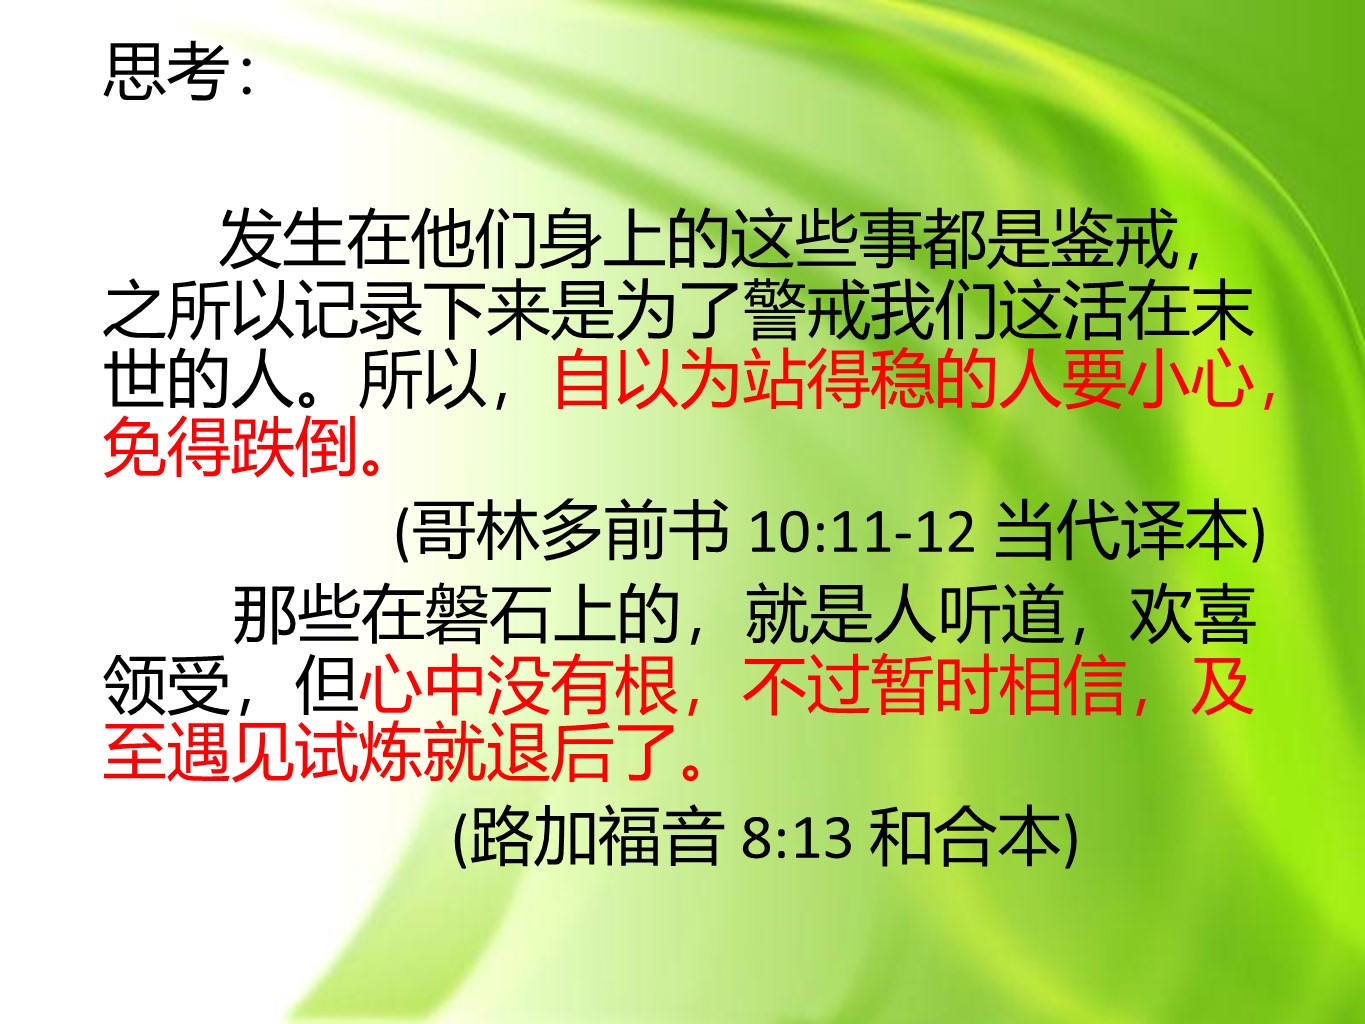 思考：
发生在他们身上的这些事都是鉴戒，
之所以记录下来是为了警戒我们这活在末
世的人。所以，自以为站得稳的人要小心，
免得跌倒。
(哥林多前书 10:11-12 当代译本)
那些在磐石上的，就是人听道，欢喜
领受，但心中没有根，不过暂时相信，及
至遇见试炼就退后了。
(路加福音 8:13 和合本)